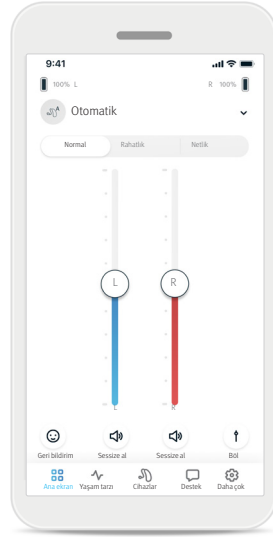 9:41
100% L R 100%
A Otomatik
Normal Rahatlık Netlik
L R
L R
Geri bildirim Sessize al Sessize al Böl
Ana ekran Yaşam tarzı Cihazlar Destek Daha çok